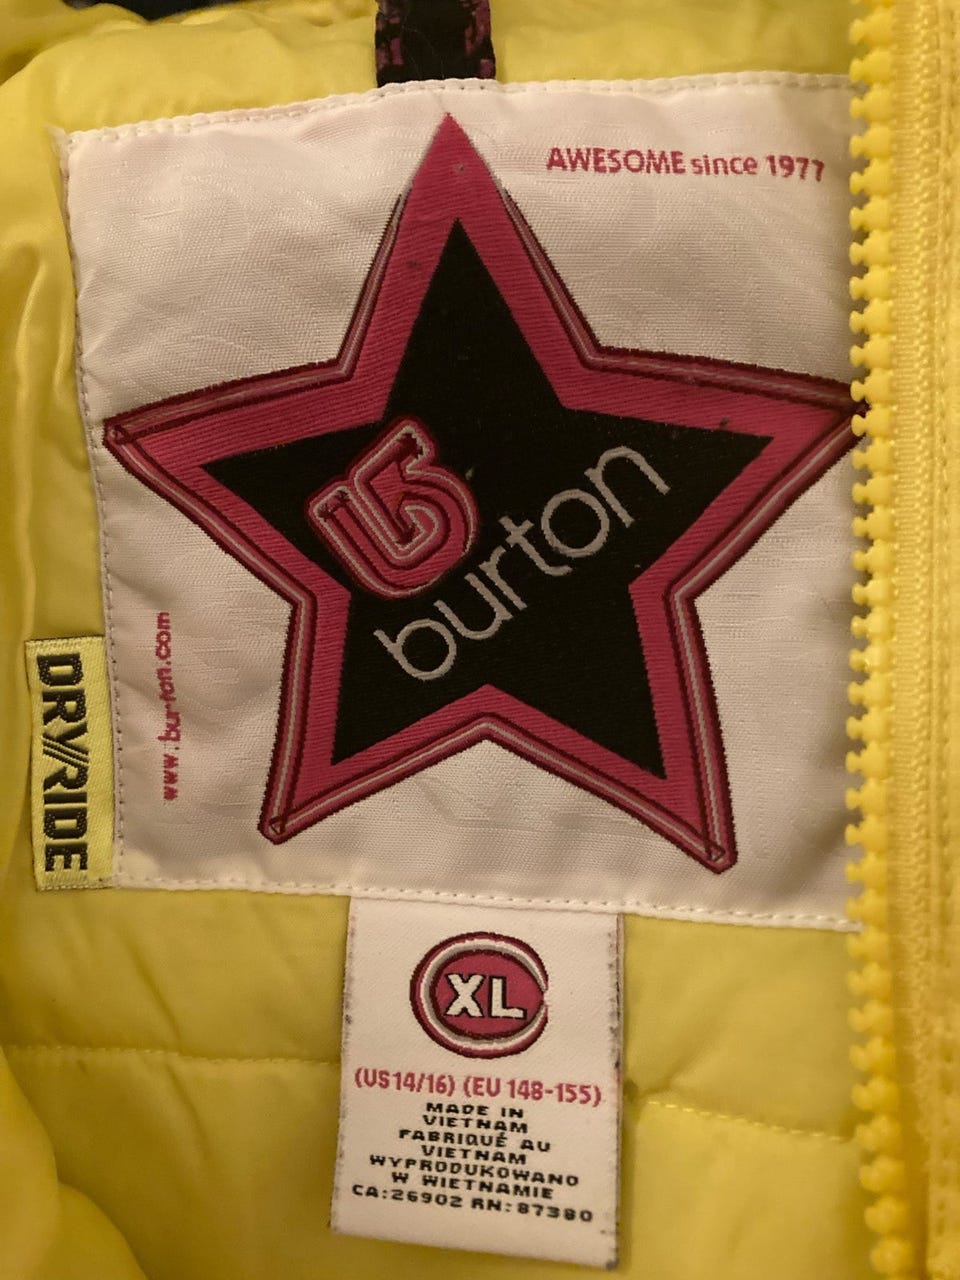 AWESOME since 1977
burton
www.burton.com
DRY//RIDE
XL
(US 14/16) (EU 148-155)
MADE IN
VIETNAM
FABRIQUÉ AU
VIETNAM
WYPRODUKOWANO
W WIETNAMIE
CA:26902 RN:87380